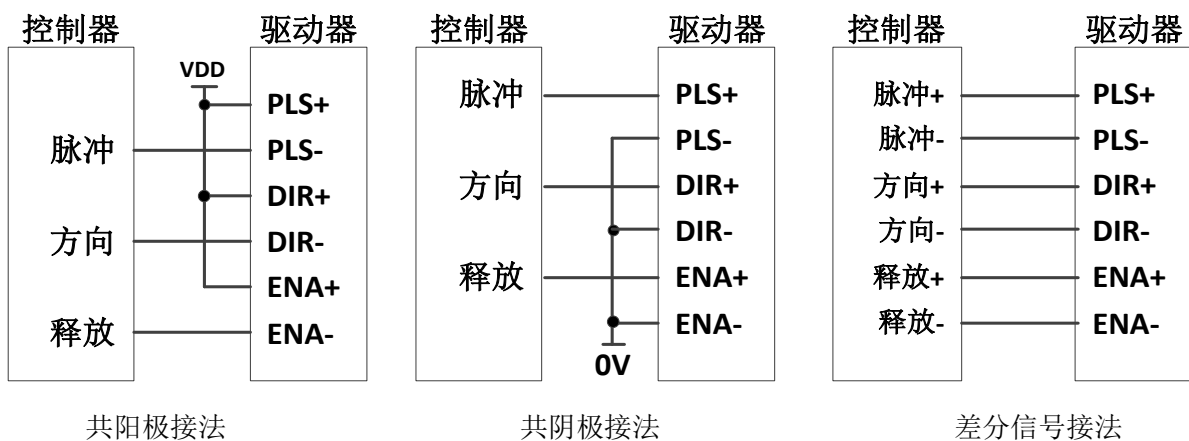 控制器
驱动器
VDD
PLS+
脉冲
PLS-
DIR+
方向
DIR-
ENA+
释放
ENA-
共阳极接法
控制器
驱动器
脉冲
PLS+
PLS-
方向
DIR+
DIR-
释放
ENA+
ENA-
0V
共阴极接法
控制器
驱动器
脉冲+
PLS+
脉冲-
PLS-
方向+
DIR+
方向-
DIR-
释放+
ENA+
释放-
ENA-
差分信号接法